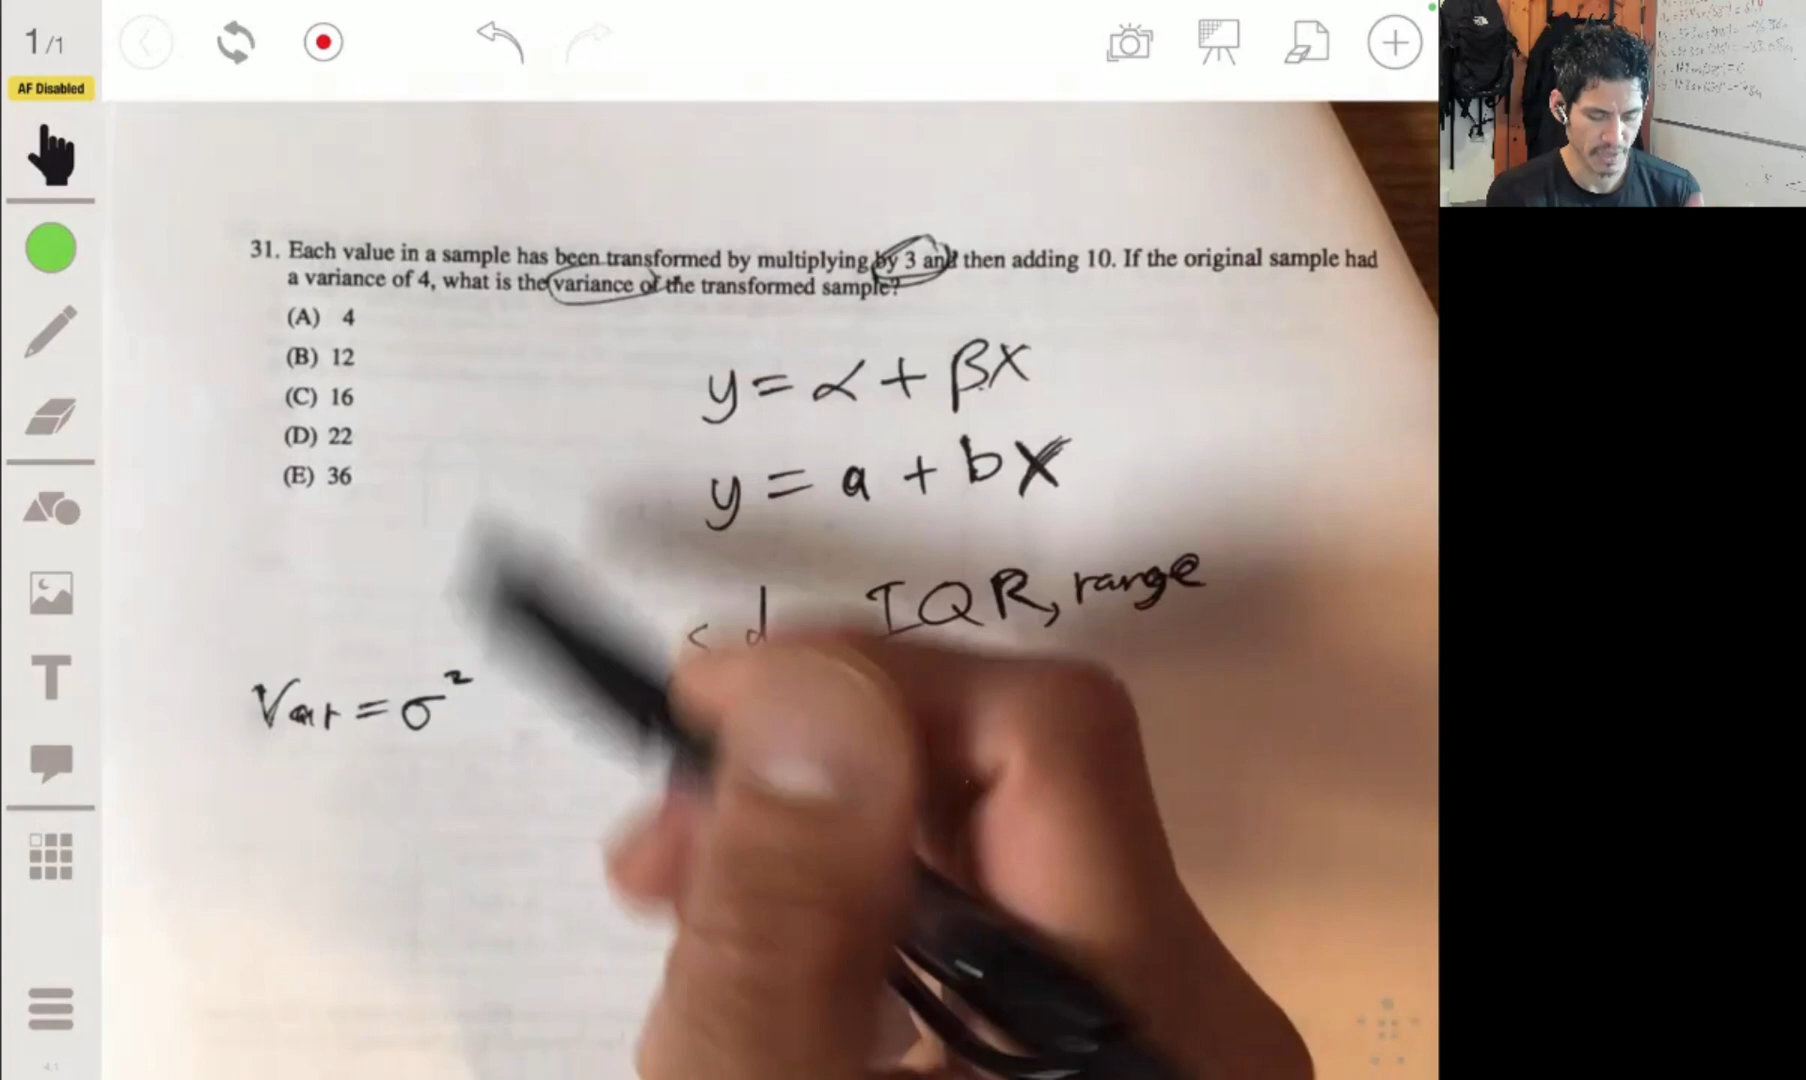 1/1
AF Disabled
31. Each value in a sample has been transformed by multiplying by 3 and then adding 10. If the original sample had
a variance of 4, what is the variance of the transformed sample?
(A) 4
(B) 12
(C) 16
(D) 22
(E) 36
y = α + βx
y = a + bx
IQR, range
Var = σ²
T
4.1